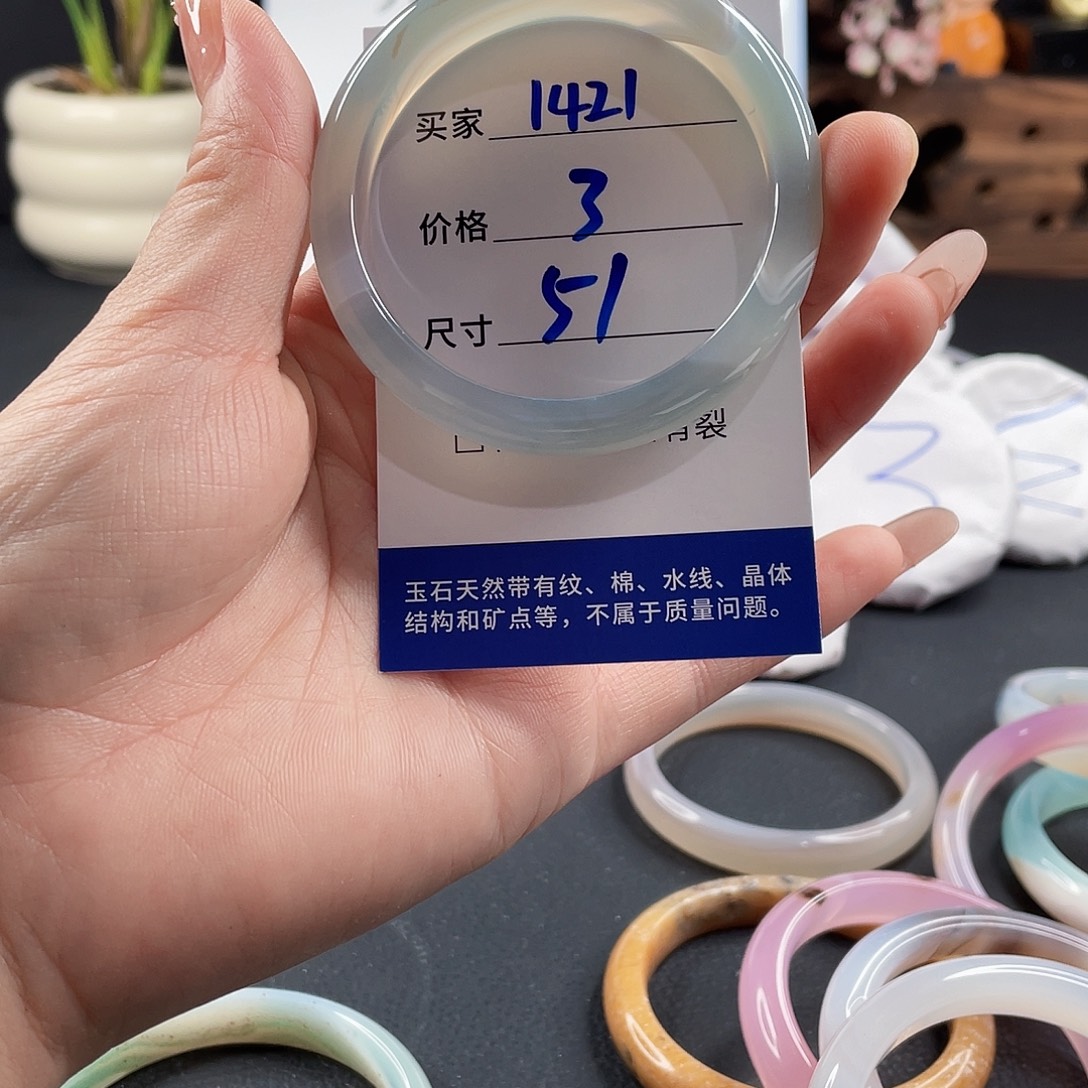 买家 1421
价格 3
尺寸 51
裂
玉石天然带有纹、棉、水线、晶体
结构和矿点等，不属于质量问题。